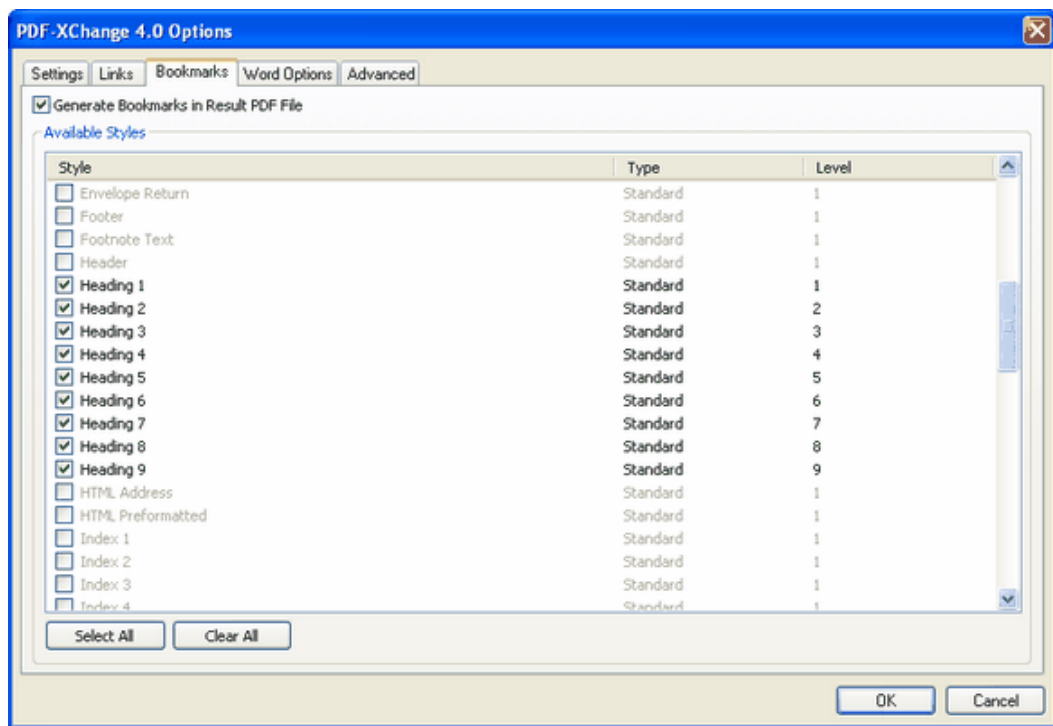 PDF-XChange 4.0 Options
Settings Links Bookmarks Word Options Advanced
Generate Bookmarks in Result PDF File
Available Styles
Style Type Level
Envelope Return Standard 1
Footer Standard 1
Footnote Text Standard 1
Header Standard 1
Heading 1 Standard 1
Heading 2 Standard 2
Heading 3 Standard 3
Heading 4 Standard 4
Heading 5 Standard 5
Heading 6 Standard 6
Heading 7 Standard 7
Heading 8 Standard 8
Heading 9 Standard 9
HTML Address Standard 1
HTML Preformatted Standard 1
Index 1 Standard 1
Index 2 Standard 1
Index 3 Standard 1
Index 4 Standard 1
Select All Clear All
OK Cancel